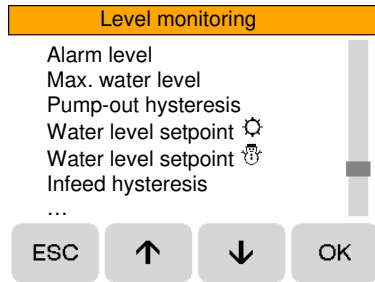 Level monitoring
Alarm level
Max. water level
Pump-out hysteresis
Water level setpoint
Water level setpoint
Infeed hysteresis
…
ESC
OK